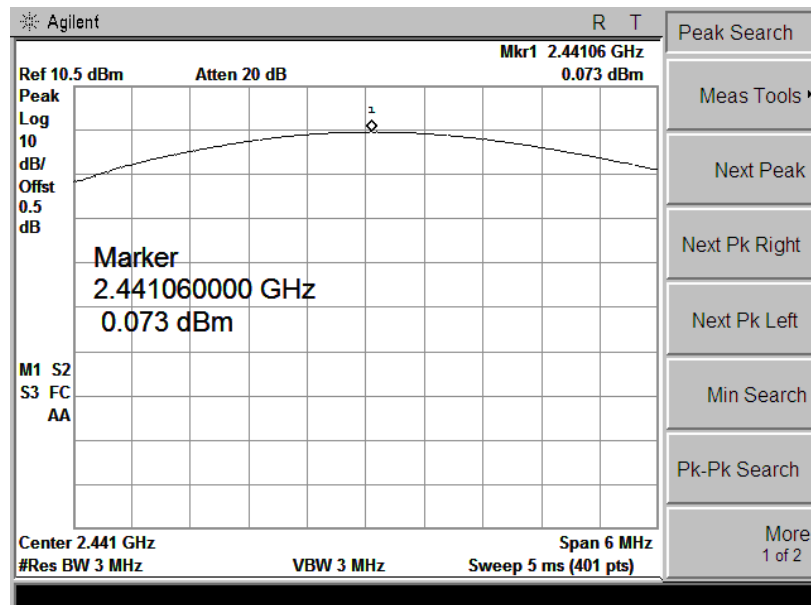 Agilent R T
Mkr1 2.44106 GHz
Ref 10.5 dBm Atten 20 dB 0.073 dBm
Peak
Log
10
dB/
Offst
0.5
dB
1
Marker
2.441060000 GHz
0.073 dBm
M1 S2
S3 FC
AA
Center 2.441 GHz Span 6 MHz
#Res BW 3 MHz VBW 3 MHz Sweep 5 ms (401 pts)
Peak Search
Meas Tools
Next Peak
Next Pk Right
Next Pk Left
Min Search
Pk-Pk Search
More
1 of 2